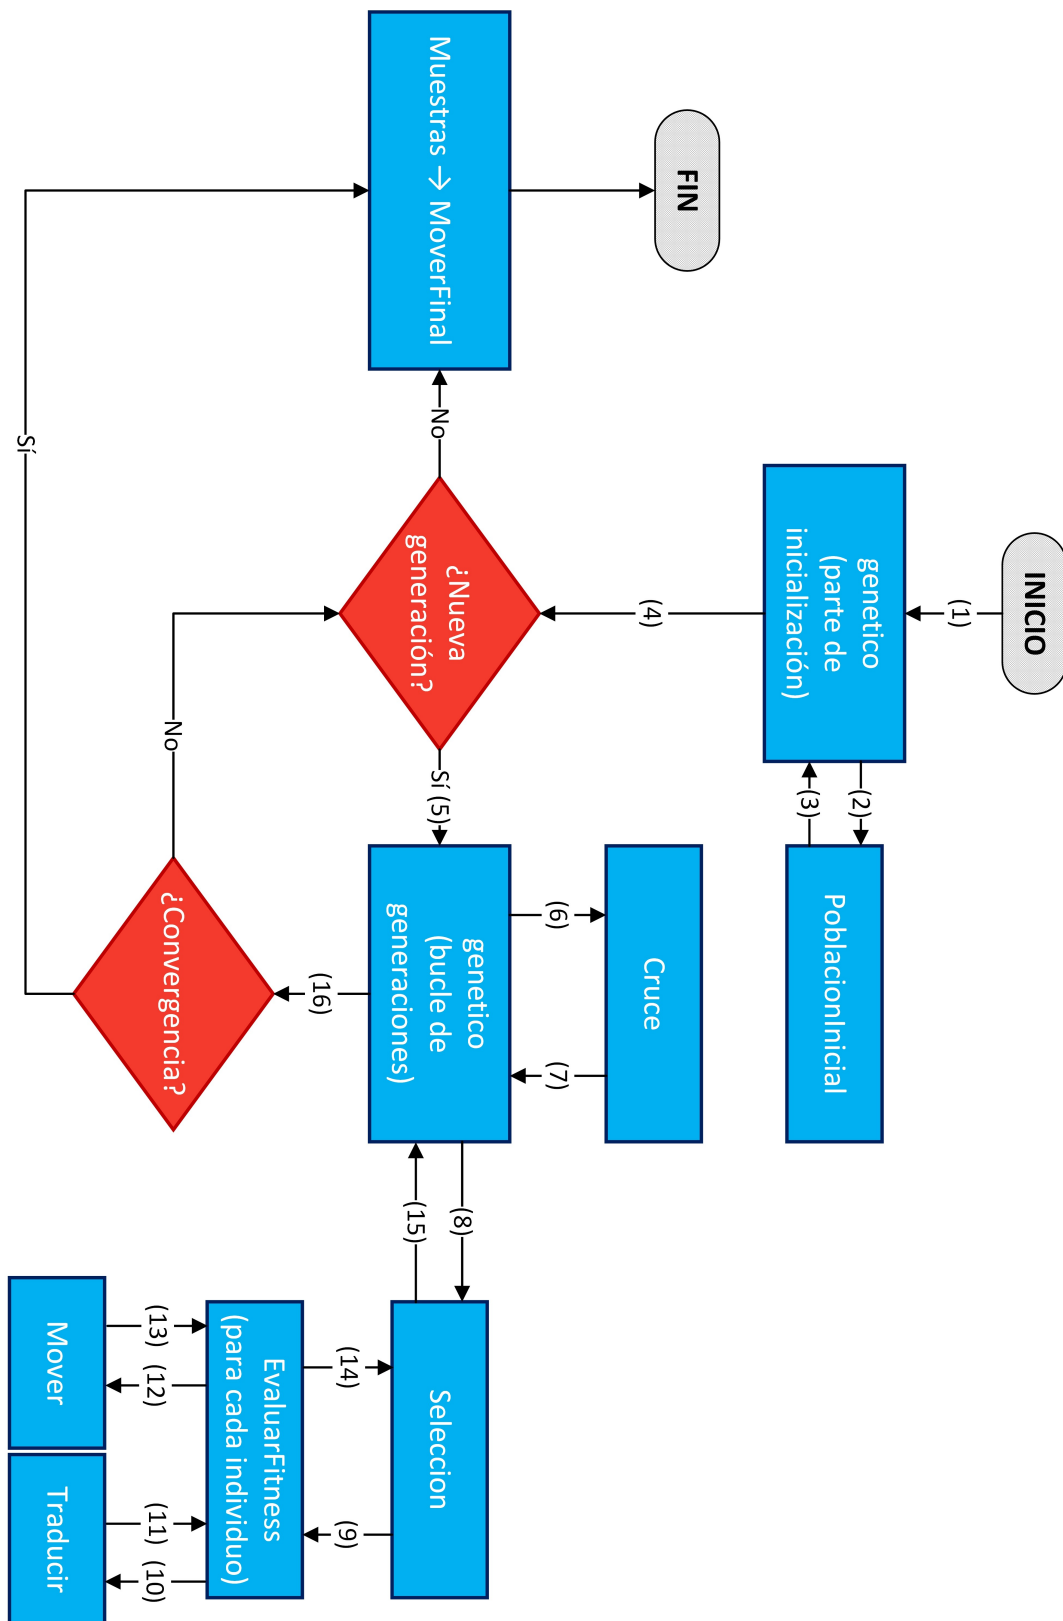 INICIO
(1)
genetico
(parte de
inicialización)
(2)
(3)
PoblacionInicial
(4)
FIN
Muestras → MoverFinal
No
¿Nueva
generación?
Sí (5)
genetico
(bucle de
generaciones)
(6)
(7)
Cruce
(8)
(15)
Seleccion
(9)
(14)
EvaluarFitness
(para cada individuo)
(13)
(12)
Mover
(11)
(10)
Traducir
(16)
¿Convergencia?
No
Sí